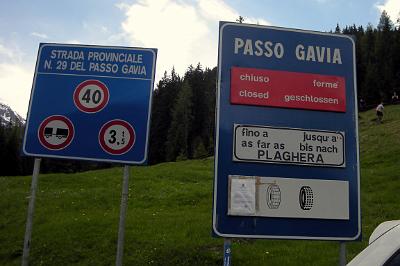 STRADA PROVINCIALE
N. 29 DEL PASSO GAVIA
40
3,5t
PASSO GAVIA
chiuso fermé
closed geschlossen
fino a jusqu'a
as far as bis nach
PLAGHERA